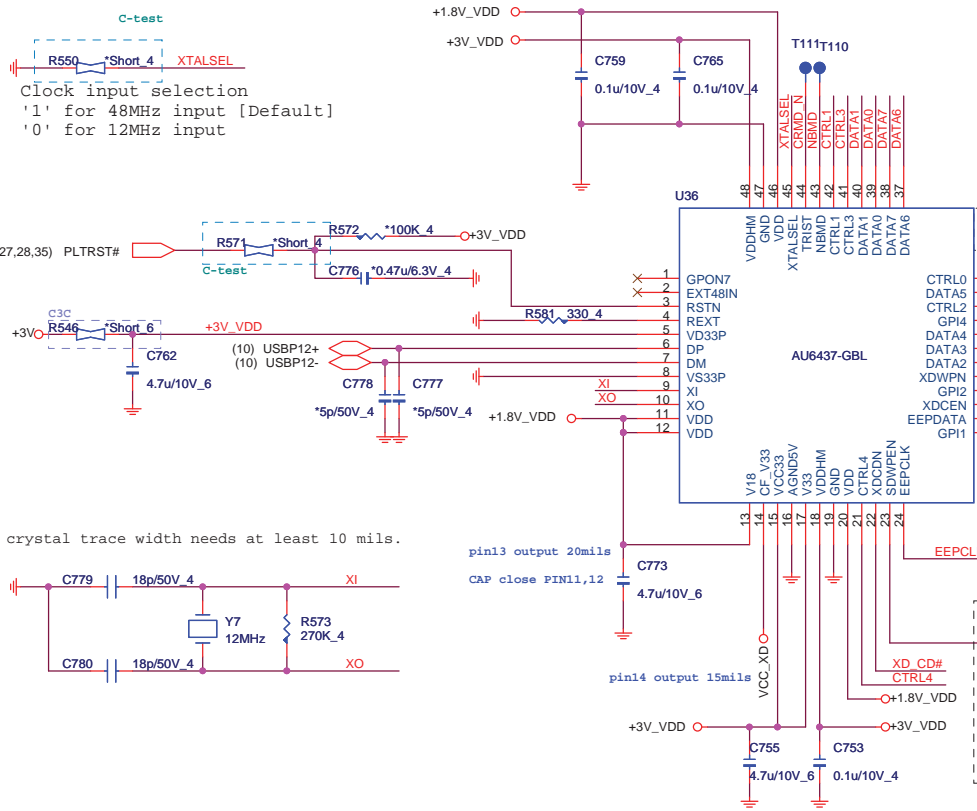 C-test
R550
*Short_4
XTALSEL
Clock input selection
'1' for 48MHz input [Default]
'0' for 12MHz input
+1.8V_VDD
+3V_VDD
C759
0.1u/10V_4
C765
0.1u/10V_4
T111
T110
XTALSEL
CRMD_N
NBMD
CTRL1
CTRL3
DATA1
DATA0
DATA7
DATA6
48
47
46
45
44
43
42
41
40
39
38
37
U36
VDDHM
GND
VDD
XTALSEL
TRIST
NBMD
CTRL1
CTRL3
DATA1
DATA0
DATA7
DATA6
27,28,35) PLTRST#
R571
*Short_4
C-test
R572
*100K_4
+3V_VDD
C776
*0.47u/6.3V_4
R581
330_4
C3C
+3V
R546
*Short_6
+3V_VDD
C762
4.7u/10V_6
(10) USBP12+
(10) USBP12-
C778
C777
*5p/50V_4
*5p/50V_4
XI
XO
+1.8V_VDD
1 GPON7
2 EXT48IN
3 RSTN
4 REXT
5 VD33P
6 DP
7 DM
8 VS33P
9 XI
10 XO
11 VDD
12 VDD
AU6437-GBL
CTRL0
DATA5
CTRL2
GPI4
DATA4
DATA3
DATA2
XDWPN
GPI2
XDCEN
EEPDATA
GPI1
V18
CF_V33
VCC33
AGND5V
V33
VDDHM
GND
VDD
CTRL4
XDCDN
SDWPEN
EEPCLK
13
14
15
16
17
18
19
20
21
22
23
24
EEPCL
crystal trace width needs at least 10 mils.
C779
18p/50V_4
XI
Y7
12MHz
R573
270K_4
C780
18p/50V_4
XO
pin13 output 20mils
CAP close PIN11,12
C773
4.7u/10V_6
pin14 output 15mils
VCC_XD
XD_CD#
CTRL4
+1.8V_VDD
+3V_VDD
+3V_VDD
C755
4.7u/10V_6
C753
0.1u/10V_4